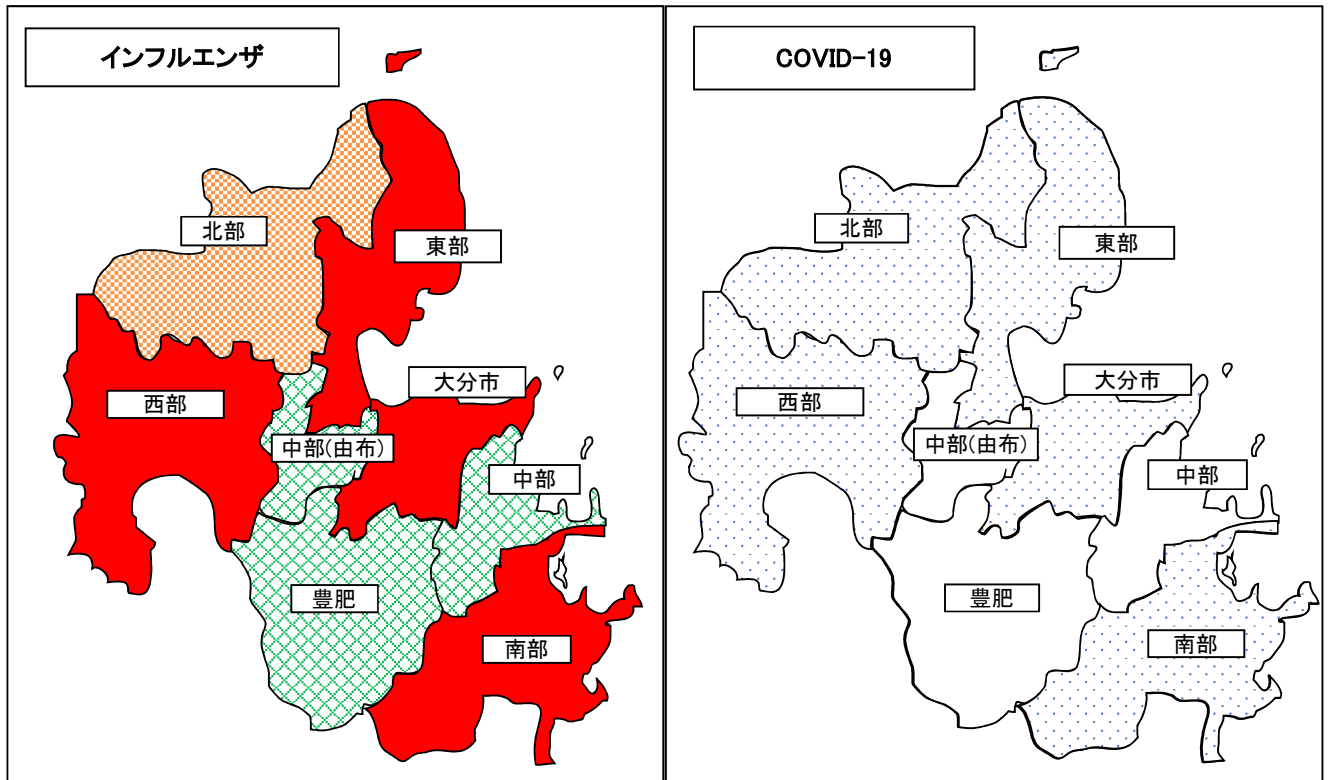 インフルエンザ
北部
東部
大分市
西部
中部(由布)
中部
豊肥
南部
COVID-19
北部
東部
大分市
西部
中部(由布)
中部
豊肥
南部